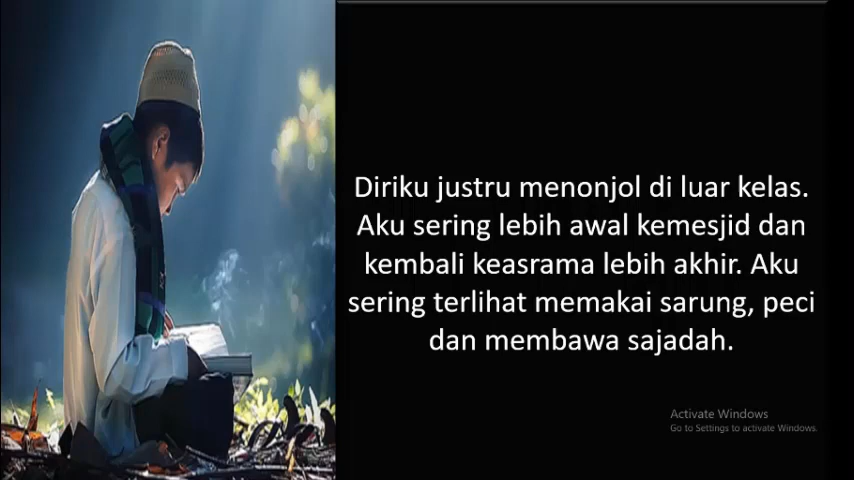 Diriku justru menonjol di luar kelas.
Aku sering lebih awal kemesjid dan
kembali keasrama lebih akhir. Aku
sering terlihat memakai sarung, peci
dan membawa sajadah.
Activate Windows
Go to Settings to activate Windows.